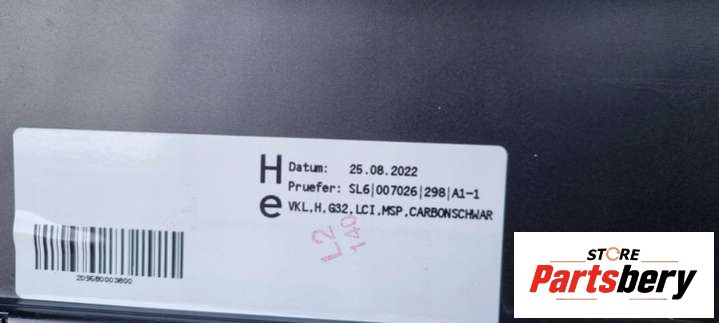 H
e
Datum: 25.08.2022
Pruefer: SL6|007026|298|A1-1
VKL,H,G32,LCI,MSP,CARBONSCHWAR
L2
140
2D9680003800
STORE
Partsbery